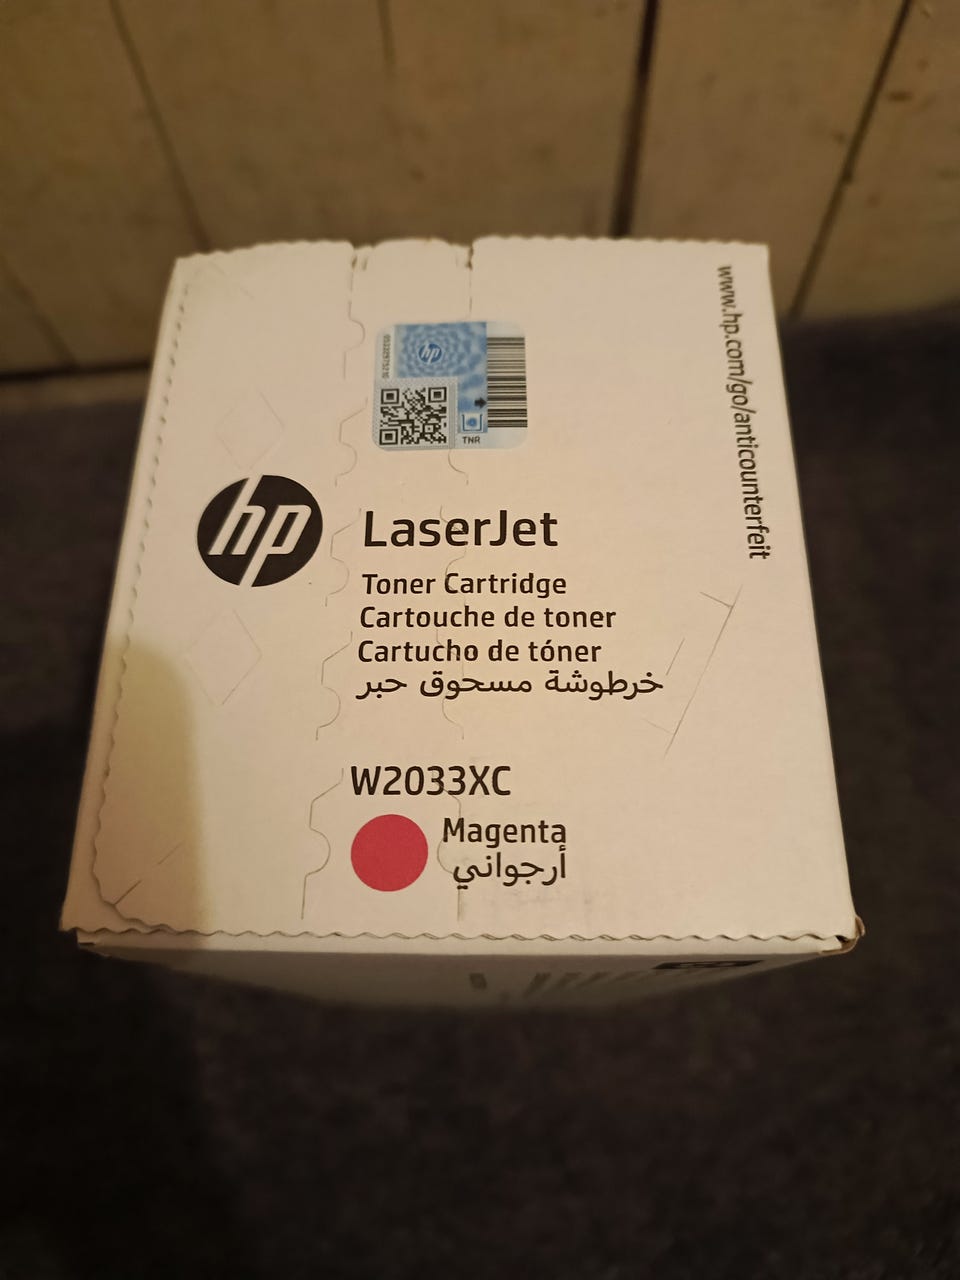 www.hp.com/go/anticounterfeit
hp
TNR
hp
LaserJet
Toner Cartridge
Cartouche de toner
Cartucho de tóner
خرطوشة مسحوق حبر
W2033XC
Magenta
أرجواني